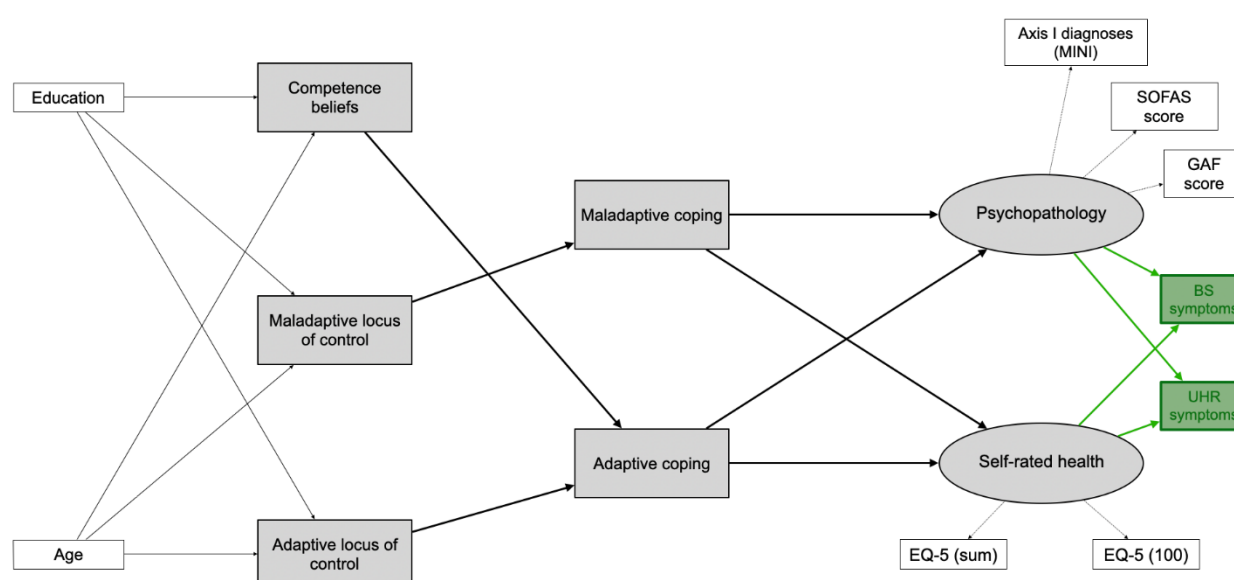 Axis I diagnoses
(MINI)
Education
Competence
beliefs
SOFAS
score
GAF
score
Maladaptive coping
Psychopathology
BS
symptoms
Maladaptive locus
of control
UHR
symptoms
Adaptive coping
Self-rated health
Age
Adaptive locus of
control
EQ-5 (sum)
EQ-5 (100)